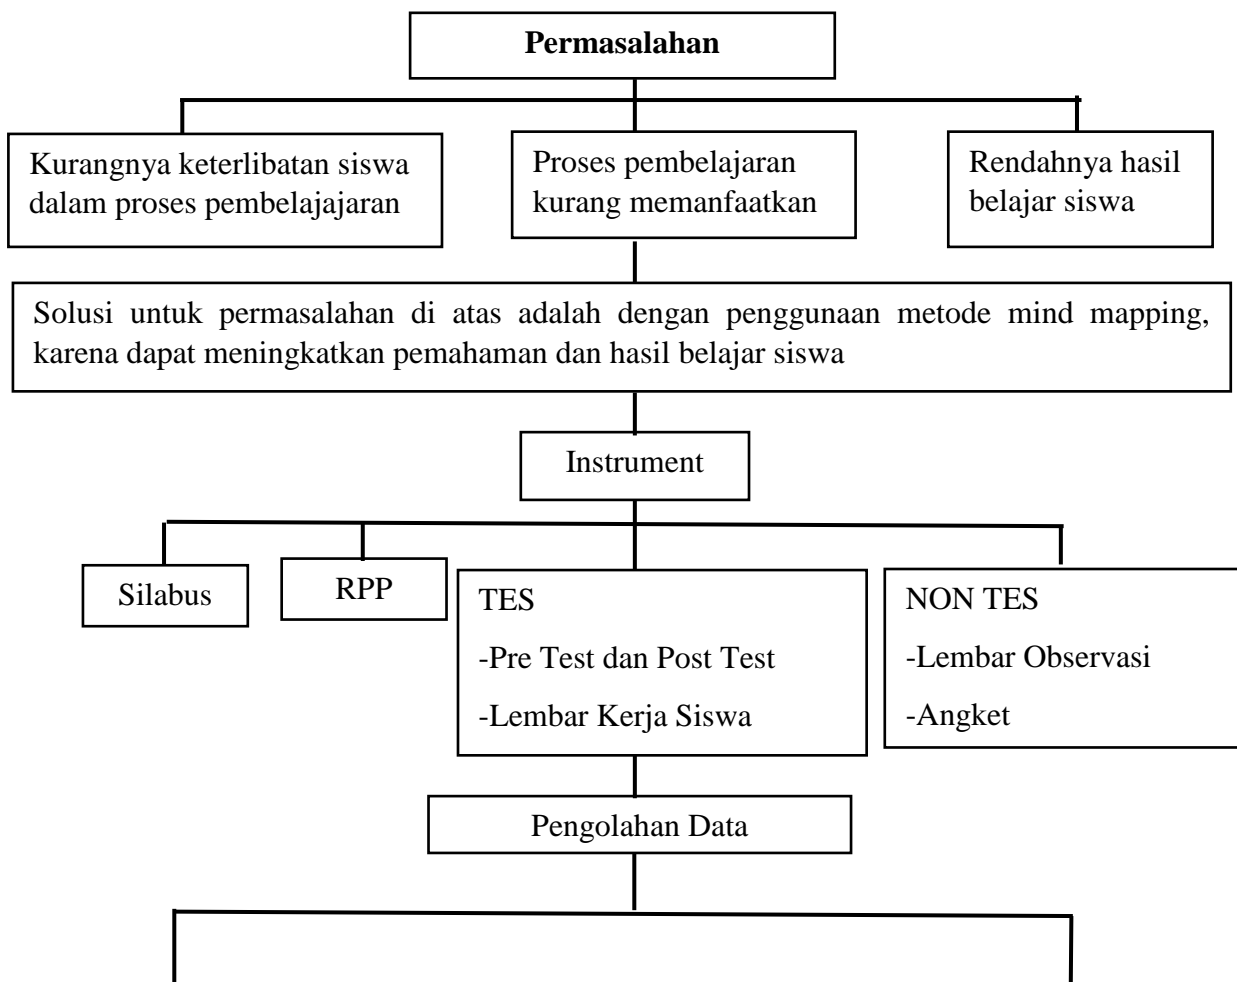 Permasalahan
Kurangnya keterlibatan siswa
dalam proses pembelajajaran
Proses pembelajaran
kurang memanfaatkan
Rendahnya hasil
belajar siswa
Solusi untuk permasalahan di atas adalah dengan penggunaan metode mind mapping,
karena dapat meningkatkan pemahaman dan hasil belajar siswa
Instrument
Silabus
RPP
TES
-Pre Test dan Post Test
-Lembar Kerja Siswa
NON TES
-Lembar Observasi
-Angket
Pengolahan Data